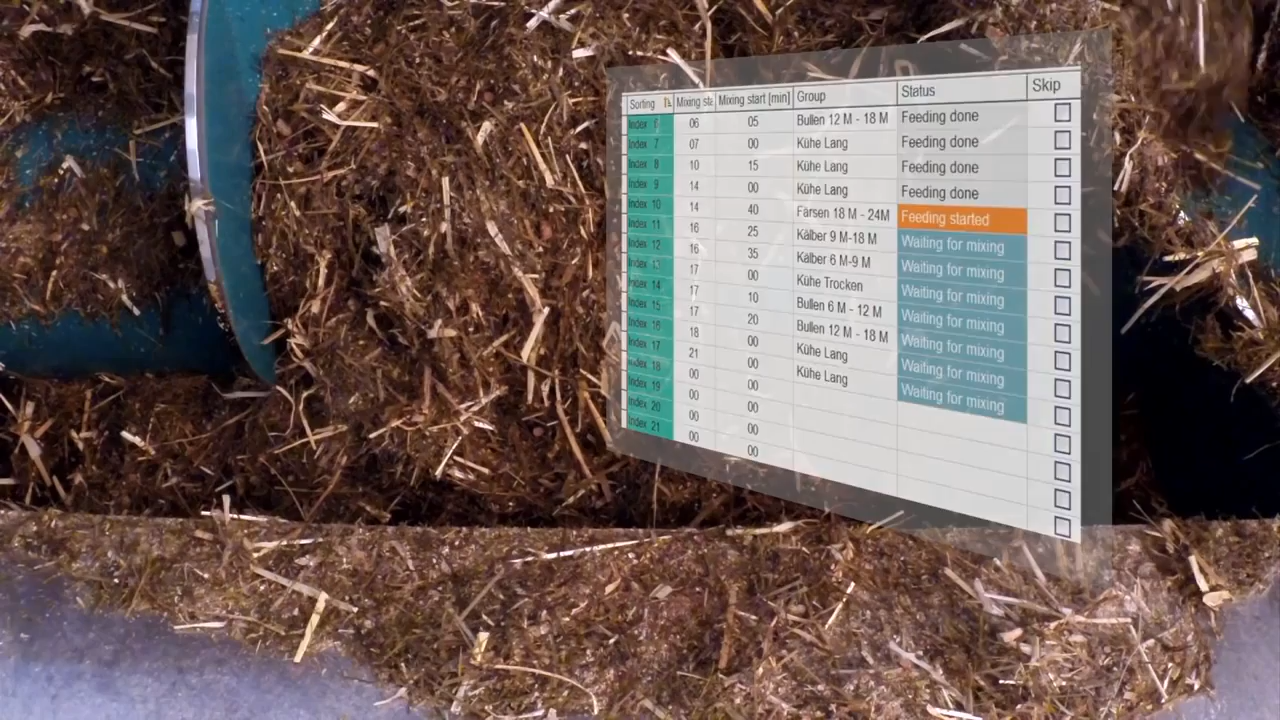 Sorting Mixing sta Mixing start [min] Group Status Skip
Index 6 06 05 Bullen 12 M - 18 M Feeding done
Index 7 07 00 Kühe Lang Feeding done
Index 8 10 15 Kühe Lang Feeding done
Index 9 14 00 Kühe Lang Feeding done
Index 10 14 40 Färsen 18 M - 24M Feeding started
Index 11 16 25 Kälber 9 M-18 M Waiting for mixing
Index 12 16 35 Kälber 6 M-9 M Waiting for mixing
Index 13 17 00 Kühe Trocken Waiting for mixing
Index 14 17 10 Bullen 6 M - 12 M Waiting for mixing
Index 15 17 20 Bullen 12 M - 18 M Waiting for mixing
Index 16 18 00 Kühe Lang Waiting for mixing
Index 17 21 00 Kühe Lang Waiting for mixing
Index 18 00 00
Index 19 00 00
Index 20 00 00
Index 21 00 00